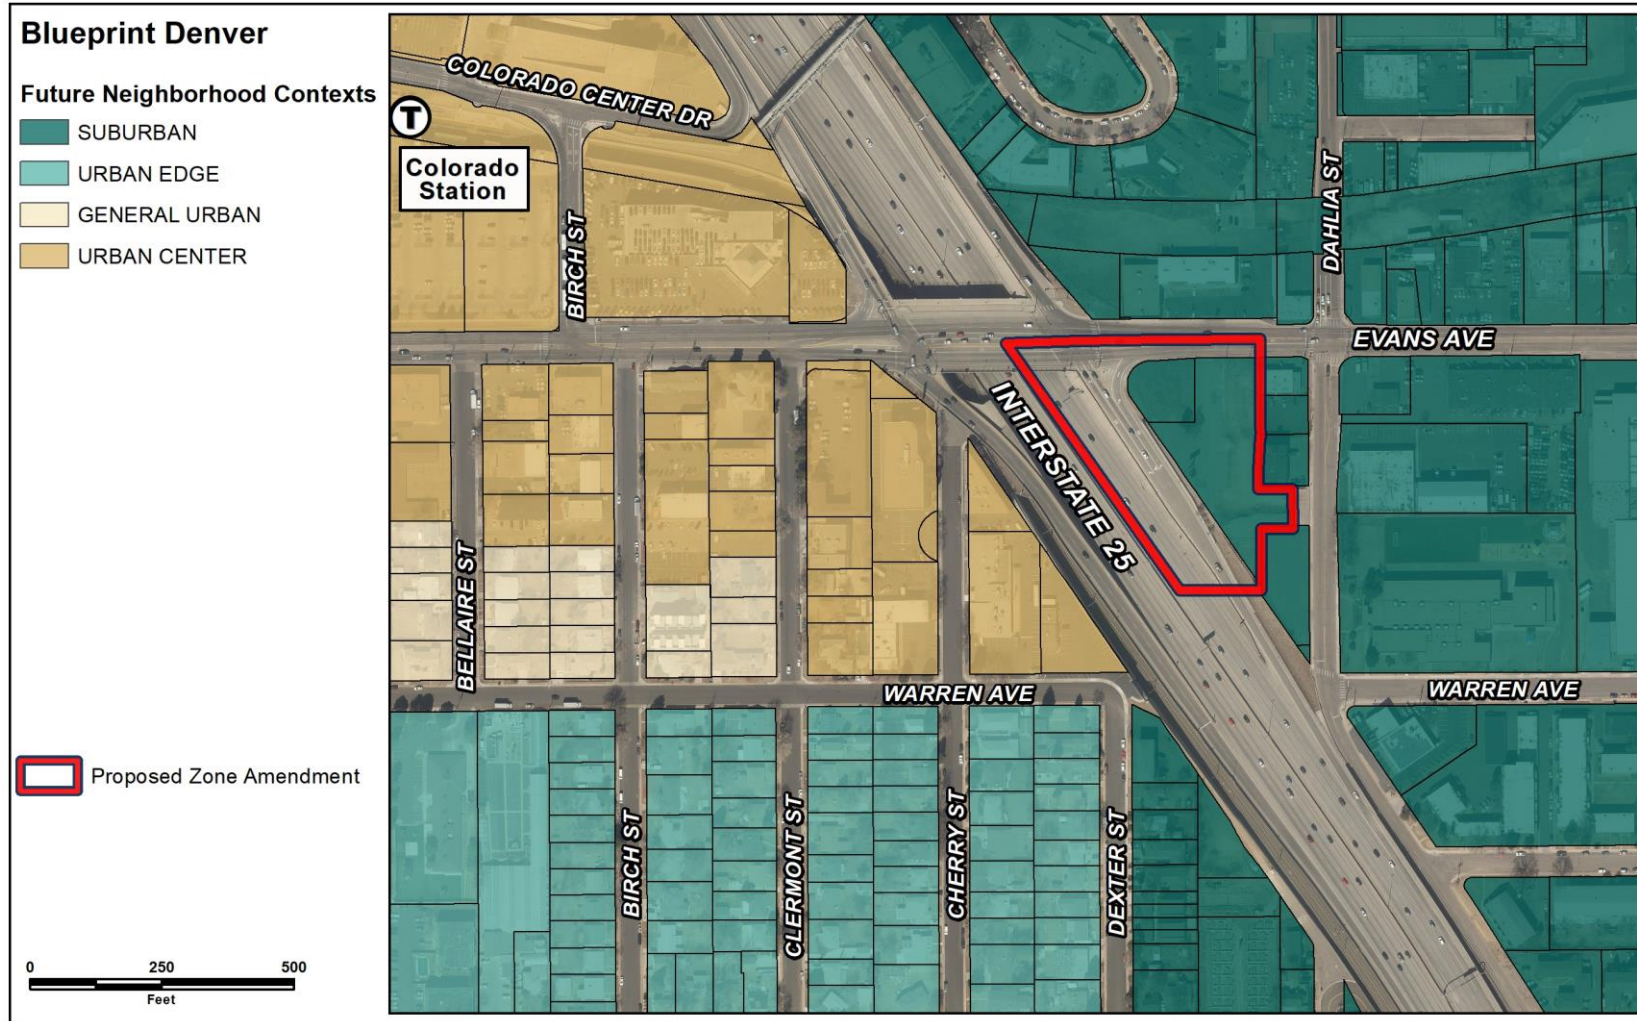 Blueprint Denver
Future Neighborhood Contexts
SUBURBAN
URBAN EDGE
GENERAL URBAN
URBAN CENTER
Proposed Zone Amendment
0 250 500
Feet
COLORADO CENTER DR
T
Colorado
Station
BIRCH ST
DAHLIA ST
EVANS AVE
INTERSTATE 25
BELLAIRE ST
WARREN AVE
WARREN AVE
BIRCH ST
CLERMONT ST
CHERRY ST
DEXTER ST